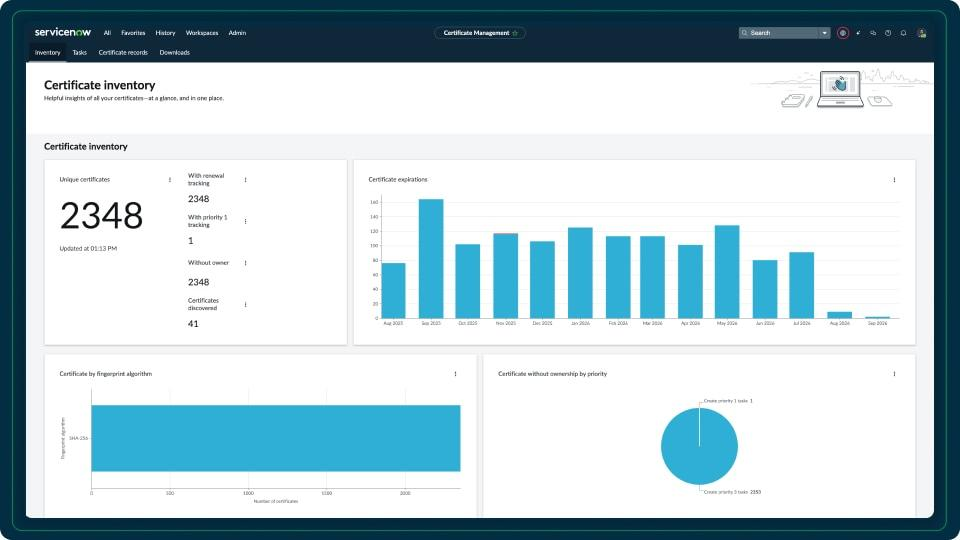 servicenow All Favorites History Workspaces Admin Certificate Management ☆ Search
Inventory Tasks Certificate records Downloads
Certificate inventory
Helpful insights of all your certificates—at a glance, and in one place.
Certificate inventory
Unique certificates
2348
Updated at 01:13 PM
With renewal
tracking
2348
With priority 1
tracking
1
Without owner
2348
Certificates
discovered
41
Certificate expirations
160
140
120
100
80
60
40
20
0
Aug 2025 Sep 2025 Oct 2025 Nov 2025 Dec 2025 Jan 2026 Feb 2026 Mar 2026 Apr 2026 May 2026 Jun 2026 Jul 2026 Aug 2026 Sep 2026
Certificate by fingerprint algorithm
Fingerprint algorithm
SHA-256
0 500 1000 1500 2000
Number of certificates
Certificate without ownership by priority
Create priority 1 tasks 1
Create priority 3 tasks 2353